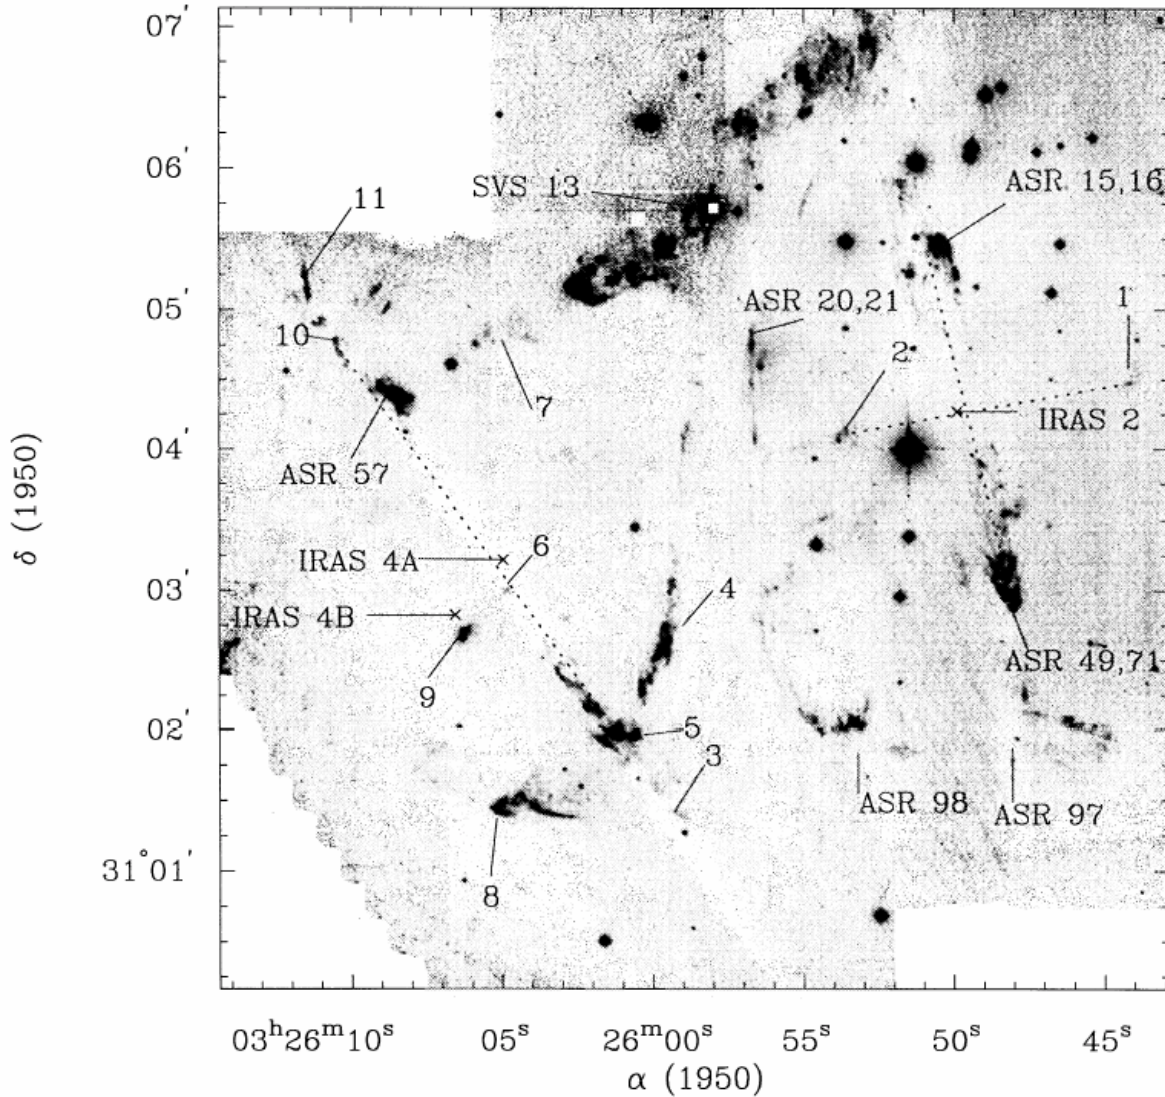 07′
06′
SVS 13
ASR 15,16
11
05′
ASR 20,21
1
10
2
7
IRAS 2
04′
ASR 57
δ (1950)
IRAS 4A
6
03′
IRAS 4B
4
9
ASR 49,71
02′
5
3
ASR 98
ASR 97
31°01′
8
03ʰ26ᵐ10ˢ
05ˢ
26ᵐ00ˢ
55ˢ
50ˢ
45ˢ
α (1950)